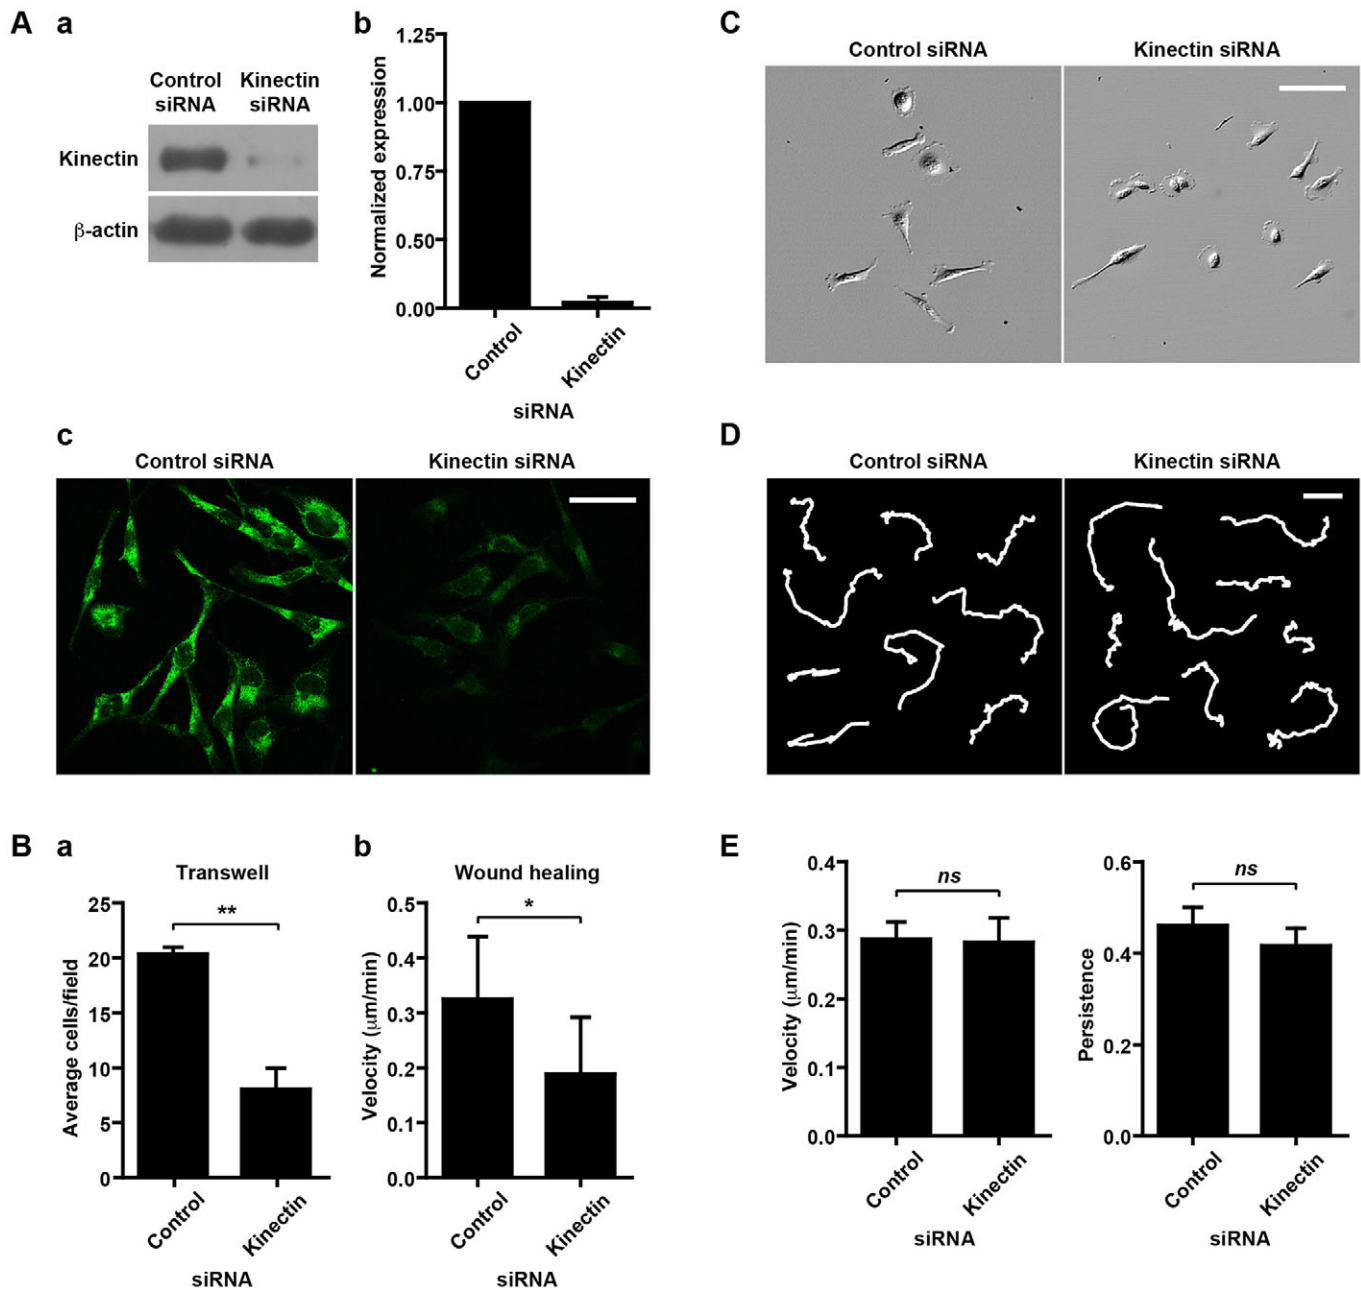 A a
Control siRNA
Kinectin siRNA
Kinectin
β-actin
b
Normalized expression
1.25
1.00
0.75
0.50
0.00
Control
Kinectin
siRNA
c
Control siRNA
Kinectin siRNA
B a
Transwell
**
Average cells/field
25
20
15
10
5
0
Control
Kinectin
siRNA
b
Wound healing
*
Velocity (μm/min)
0.5
0.4
0.3
0.2
0.1
0.0
Control
Kinectin
siRNA
C
Control siRNA
Kinectin siRNA
D
Control siRNA
Kinectin siRNA
E
ns
Velocity (μm/min)
0.4
0.3
0.2
0.1
0.0
Control
Kinectin
siRNA
ns
Persistence
0.6
0.4
0.2
0.0
Control
Kinectin
siRNA